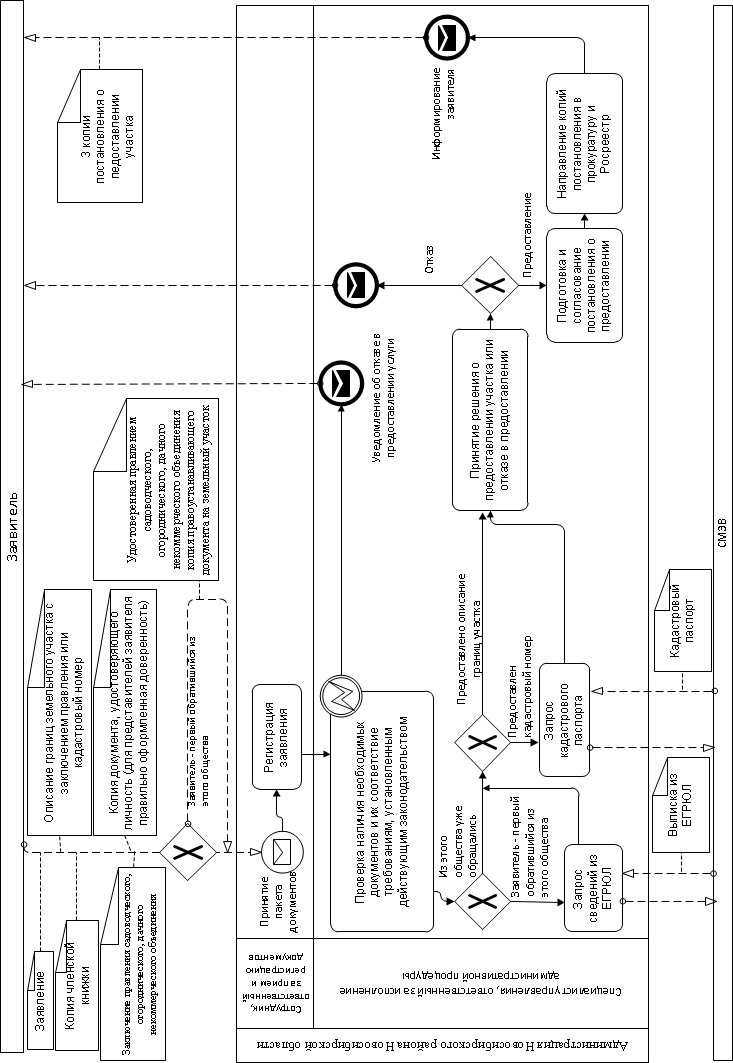 Заявитель
Заявление
Копия членской
книжки
Заключение правления садоводческого,
огороднического, дачного
некоммерческого объединения
Описание границ земельного участка с
заключением правления или
кадастровый номер
Копия документа, удостоверяющего
личность (для представителей заявителя
правильно оформленная доверенность)
Удостоверенная правлением
садоводческого,
огороднического, дачного
некоммерческого объединения
копия правоустанавливающего
документа на земельный участок
Заявитель - первый обратившийся из
этого общества
3 копии
постановления о
педоставлении
участка
Администрация Новосибирского района Новосибирской области
Сотрудник,
ответственный
за прием и
регистрацию
документов
Принятие
пакета
документов
Регистрация
заявления
Специалист управления, ответственный за исполнение
административной процедуры
Проверка наличия необходимых
документов и их соответствие
требованиям, установленным
действующим законодательством
Уведомление об отказе в
предоставлении услуги
Из этого
общества уже
обращались
Заявитель - первый
обратившийся из
этого общества
Запрос
сведений из
ЕГРЮЛ
Предоставлено описание
границ участка
Предоставлен
кадастровый номер
Запрос
кадастрового
паспорта
Принятие решения о
предоставлении участка или
отказе в предоставлении
Отказ
Предоставление
Подготовка и
согласование
постановления о
предоставлении
Направление копий
постановления в
прокуратуру и
Росреестр
Информирование
заявителя
СМЭВ
Выписка из
ЕГРЮЛ
Кадастровый
паспорт